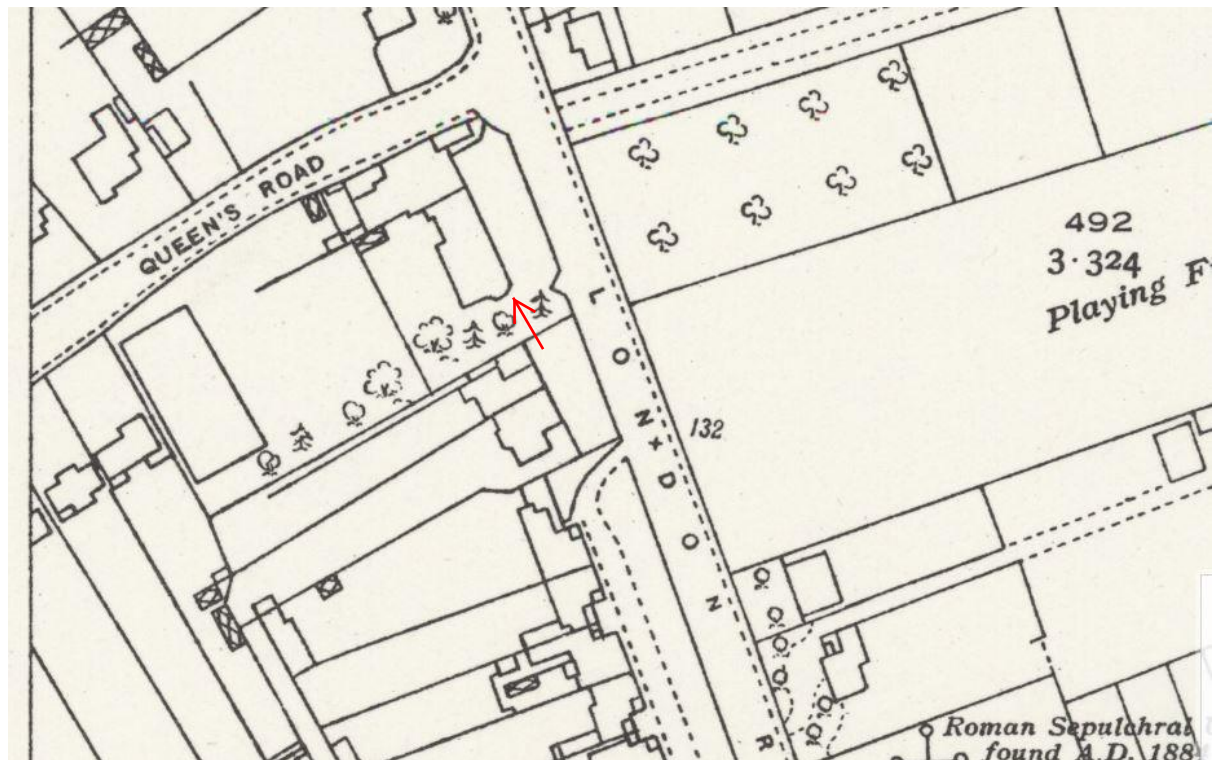 QUEEN'S ROAD
492
3·324
Playing
LONDON R
132
Roman Sepulchral
found A.D. 188